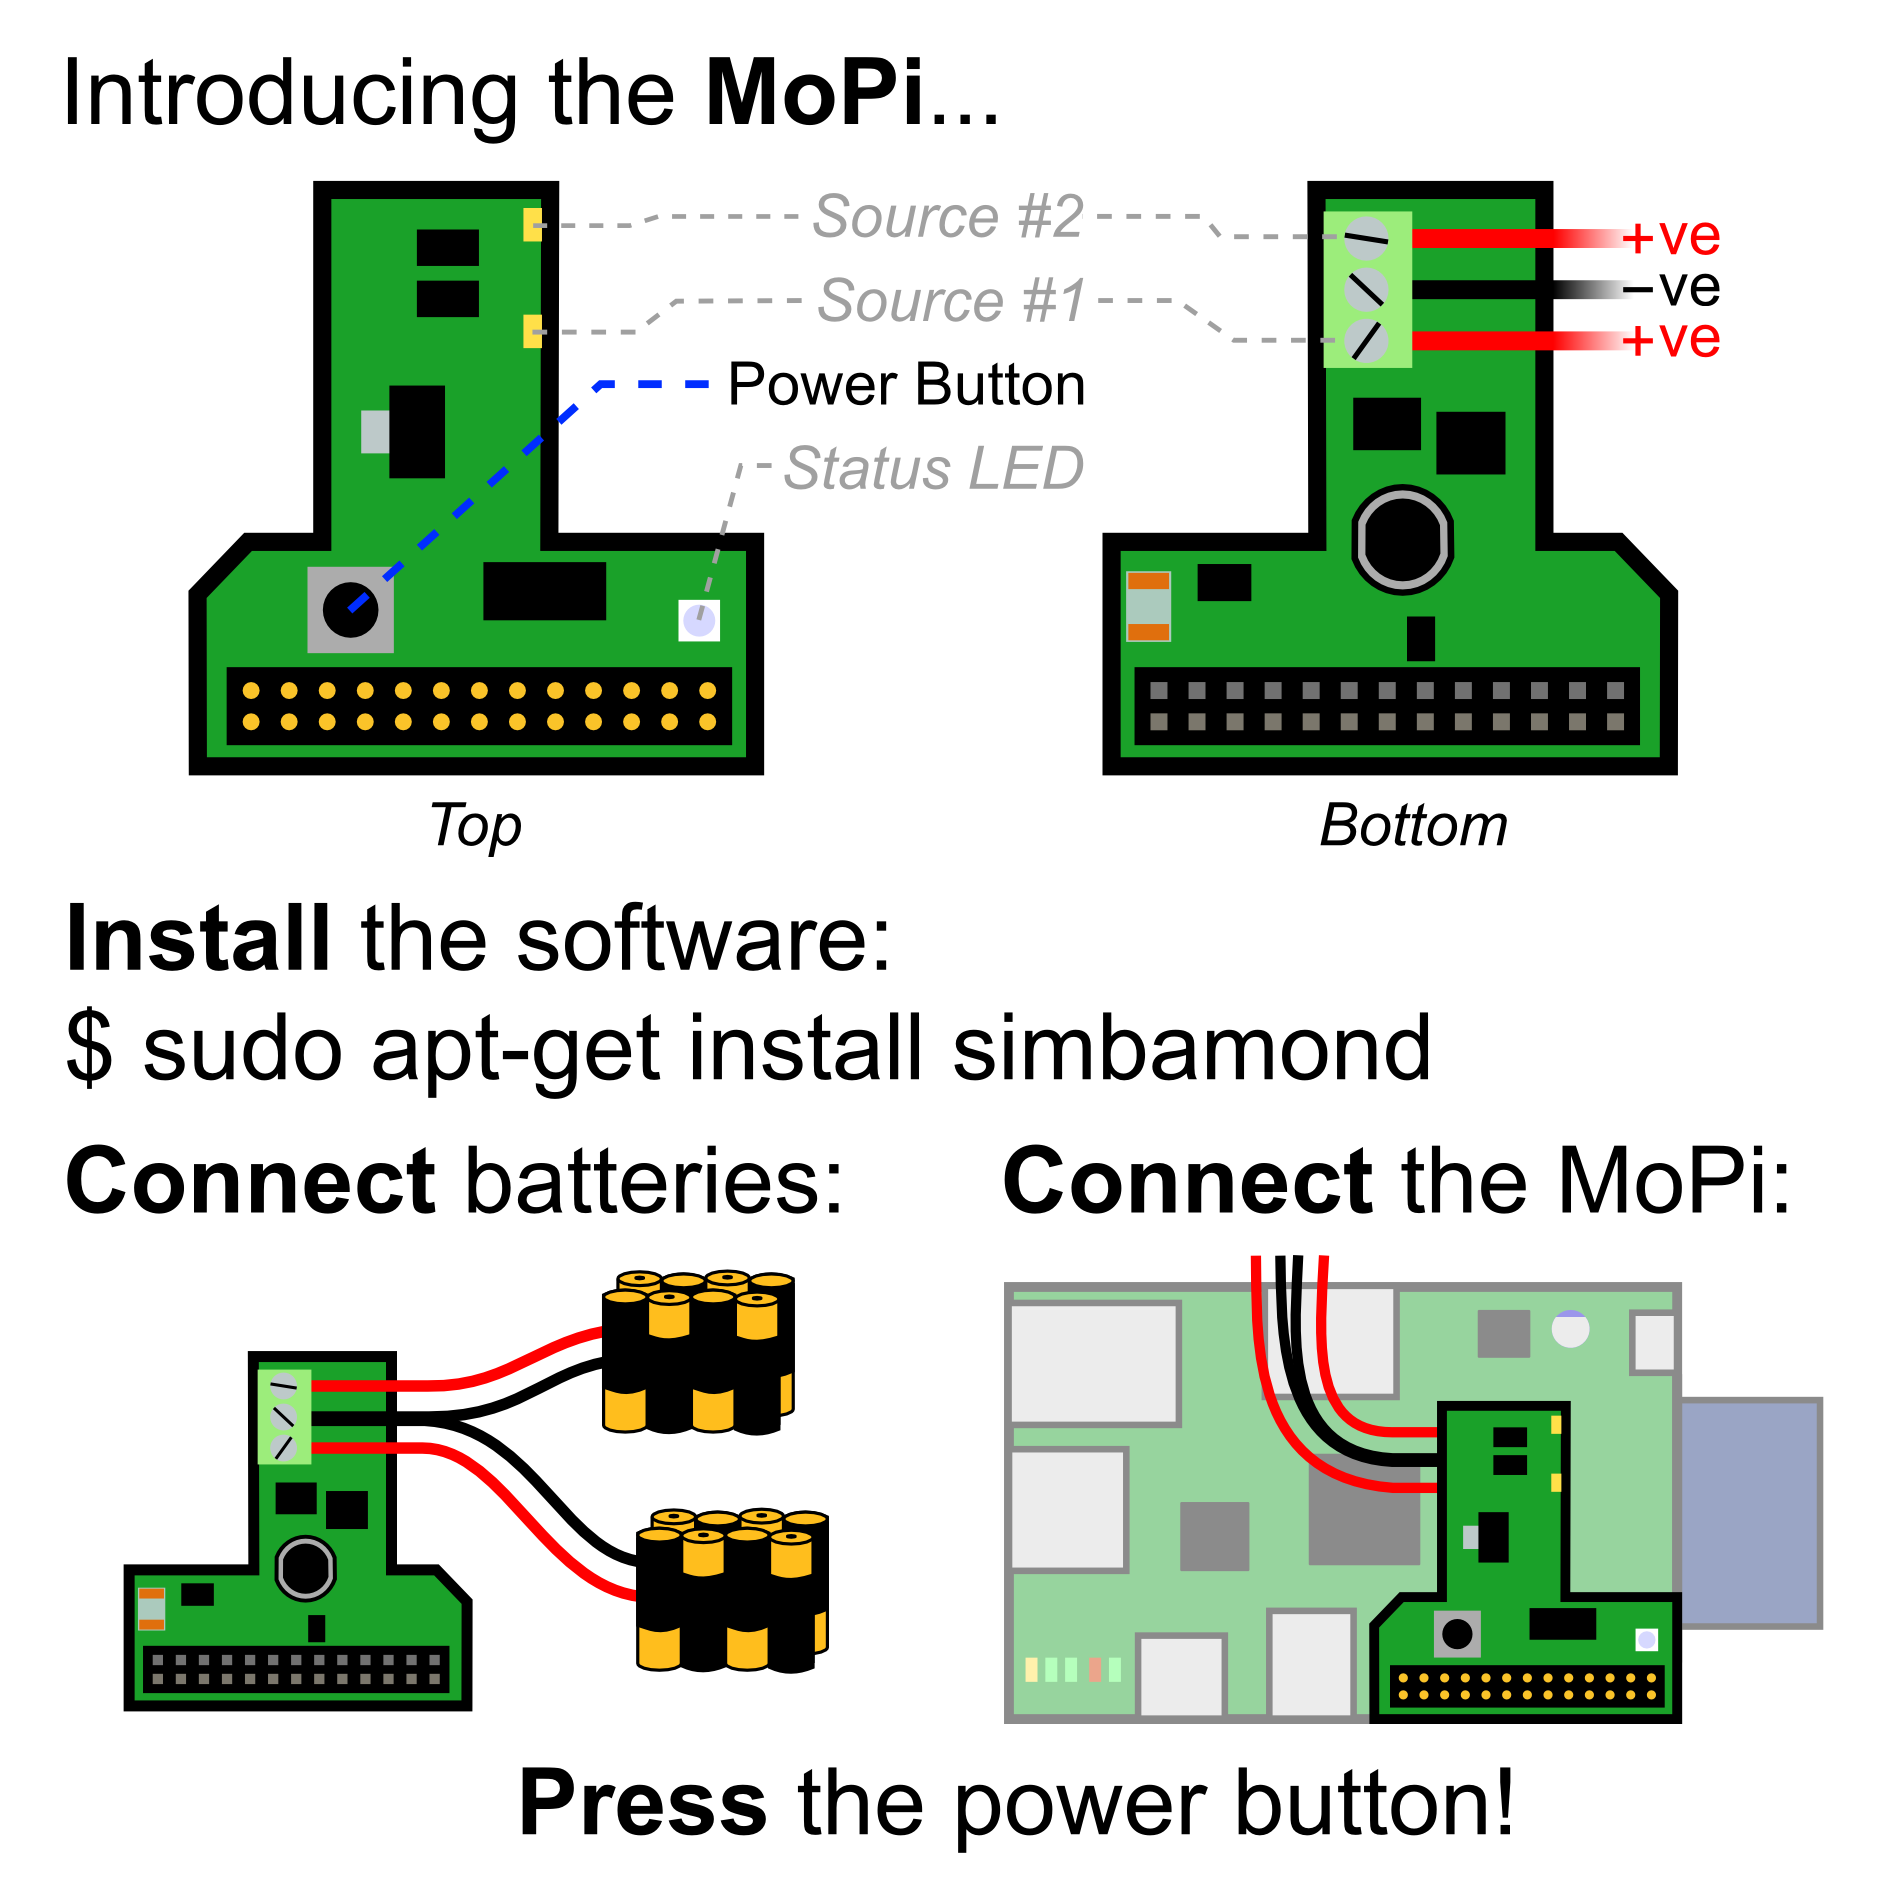 Introducing the MoPi...
Source #2
+ve
–ve
Source #1
+ve
Power Button
Status LED
Top
Bottom
Install the software:
$ sudo apt-get install simbamond
Connect batteries:
Connect the MoPi:
Press the power button!